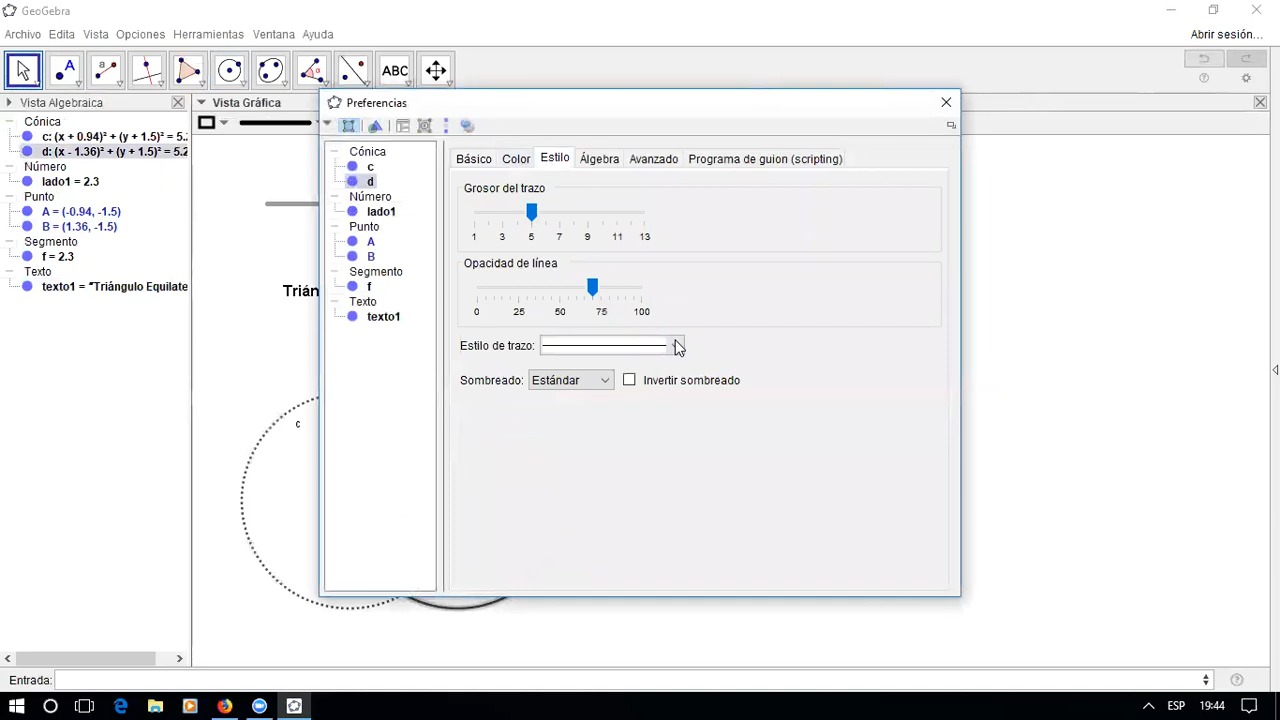 GeoGebra
Archivo Edita Vista Opciones Herramientas Ventana Ayuda
Abrir sesión...
A
a
ABC
Vista Algebraica
Vista Gráfica
Preferencias
Cónica
c: (x + 0.94)² + (y + 1.5)² = 5.
d: (x - 1.36)² + (y + 1.5)² = 5.2
Número
lado1 = 2.3
Punto
A = (-0.94, -1.5)
B = (1.36, -1.5)
Segmento
f = 2.3
Texto
texto1 = "Triángulo Equilate
Trián
c
Cónica
c
d
Número
lado1
Punto
A
B
Segmento
f
Texto
texto1
Básico Color Estilo Álgebra Avanzado Programa de guion (scripting)
Grosor del trazo
1 3 5 7 9 11 13
Opacidad de línea
0 25 50 75 100
Estilo de trazo:
Sombreado: Estándar Invertir sombreado
Entrada:
ESP 19:44